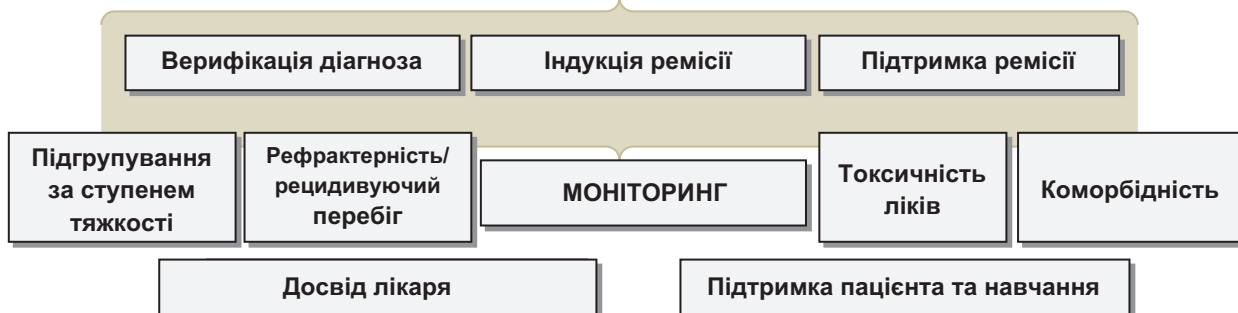 Верифікація діагноза
Індукція ремісії
Підтримка ремісії
Підгрупування
за ступенем
тяжкості
Рефрактерність/
рецидивуючий
перебіг
МОНІТОРИНГ
Токсичність
ліків
Коморбідність
Досвід лікаря
Підтримка пацієнта та навчання